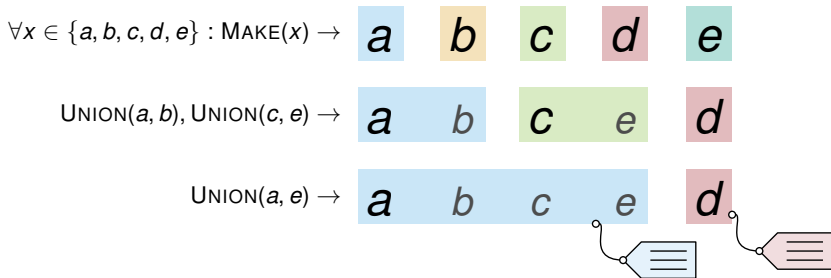 ∀x ∈ {a, b, c, d, e} : MAKE(x) → a b c d e
UNION(a, b), UNION(c, e) → a b c e d
UNION(a, e) → a b c e d